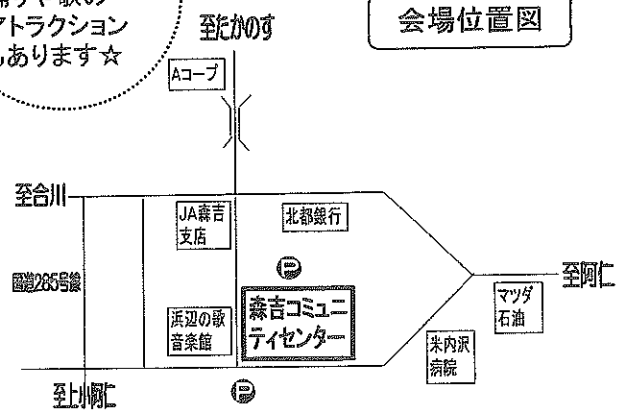 アトラクション
あります☆
会場位置図
至たかのす
Aコープ
至合川
JA森吉
支店
北都銀行
国道285号線
P
至阿仁
マツダ
石油
森吉コミュニ
ティセンター
浜辺の歌
音楽館
米内沢
病院
至上小阿仁
P